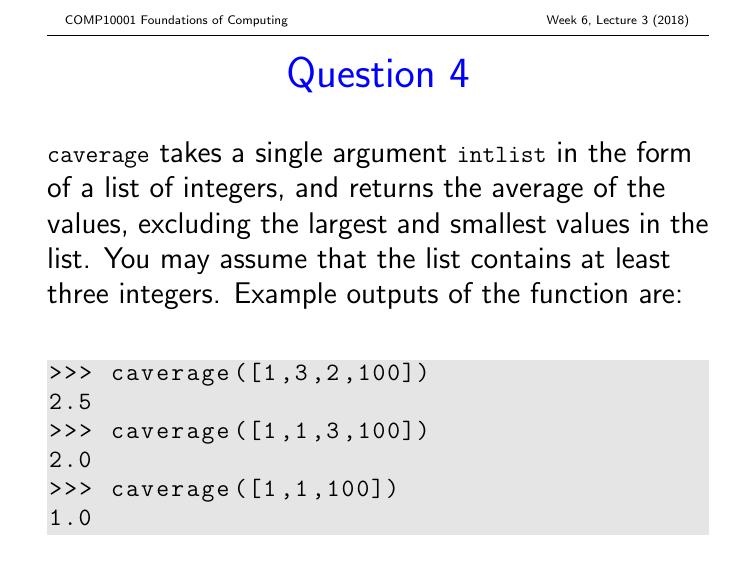 COMP10001 Foundations of Computing
Week 6, Lecture 3 (2018)
Question 4
caverage takes a single argument intlist in the form
of a list of integers, and returns the average of the
values, excluding the largest and smallest values in the
list. You may assume that the list contains at least
three integers. Example outputs of the function are:
>>> caverage([1,3,2,100])
2.5
>>> caverage([1,1,3,100])
2.0
>>> caverage([1,1,100])
1.0